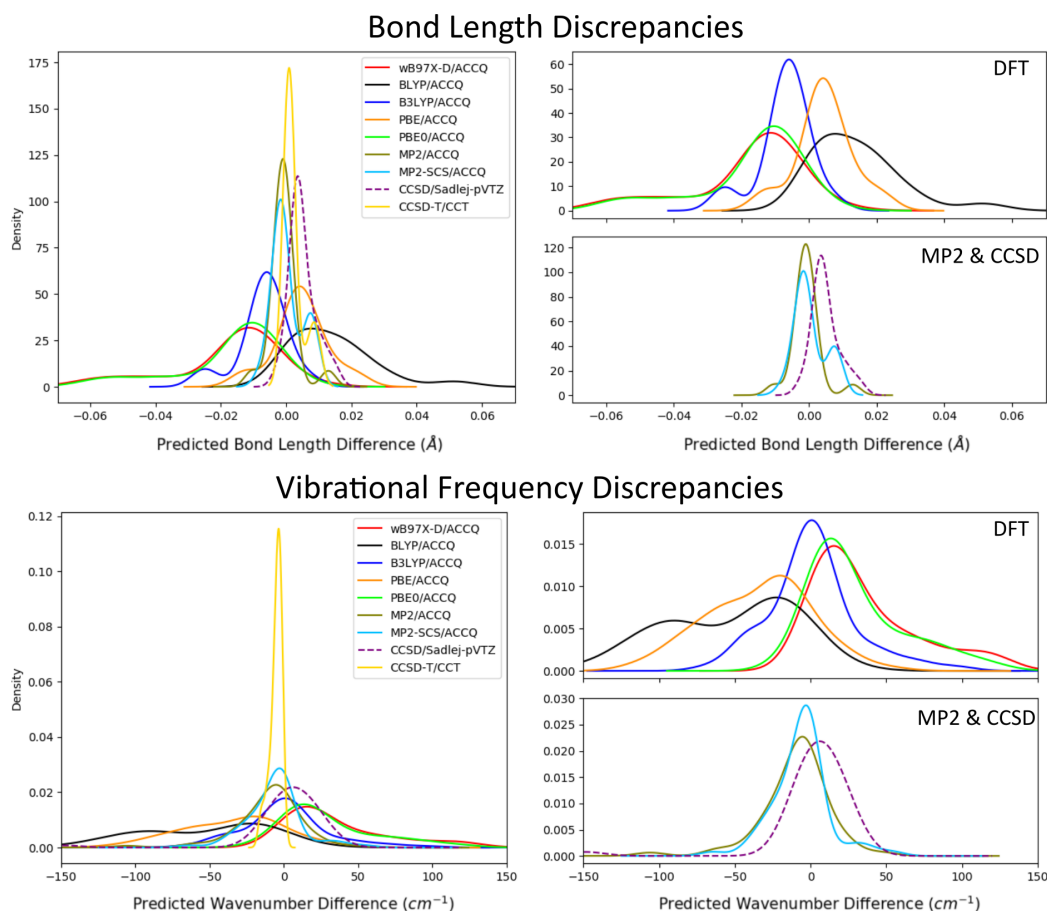 Bond Length Discrepancies
175
150
125
100
75
50
25
0
Density
wB97X-D/ACCQ
BLYP/ACCQ
B3LYP/ACCQ
PBE/ACCQ
PBE0/ACCQ
MP2/ACCQ
MP2-SCS/ACCQ
CCSD/Sadlej-pVTZ
CCSD-T/CCT
−0.06 −0.04 −0.02 0.00 0.02 0.04 0.06
Predicted Bond Length Difference (Å)
DFT
60
50
40
30
20
10
0
MP2 & CCSD
120
100
80
60
40
20
0
−0.06 −0.04 −0.02 0.00 0.02 0.04 0.06
Predicted Bond Length Difference (Å)
Vibrational Frequency Discrepancies
0.12
0.10
0.08
0.06
0.04
0.02
0.00
Density
wB97X-D/ACCQ
BLYP/ACCQ
B3LYP/ACCQ
PBE/ACCQ
PBE0/ACCQ
MP2/ACCQ
MP2-SCS/ACCQ
CCSD/Sadlej-pVTZ
CCSD-T/CCT
−150 −100 −50 0 50 100 150
Predicted Wavenumber Difference (cm⁻¹)
DFT
0.015
0.010
0.005
0.000
MP2 & CCSD
0.030
0.025
0.020
0.015
0.010
0.005
0.000
−150 −100 −50 0 50 100 150
Predicted Wavenumber Difference (cm⁻¹)